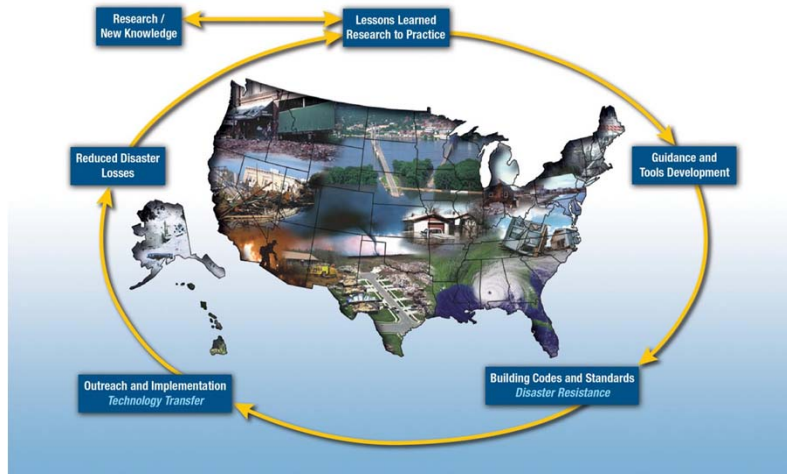 Research /
New Knowledge
Lessons Learned
Research to Practice
Reduced Disaster
Losses
Guidance and
Tools Development
Outreach and Implementation
Technology Transfer
Building Codes and Standards
Disaster Resistance